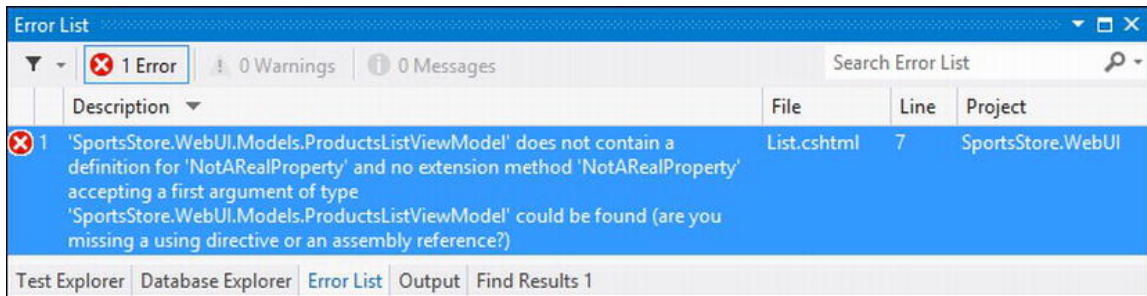 Error List
1 Error
0 Warnings
0 Messages
Search Error List
Description
File
Line
Project
1 'SportsStore.WebUI.Models.ProductsListViewModel' does not contain a
definition for 'NotARealProperty' and no extension method 'NotARealProperty'
accepting a first argument of type
'SportsStore.WebUI.Models.ProductsListViewModel' could be found (are you
missing a using directive or an assembly reference?)
List.cshtml
7
SportsStore.WebUI
Test Explorer
Database Explorer
Error List
Output
Find Results 1